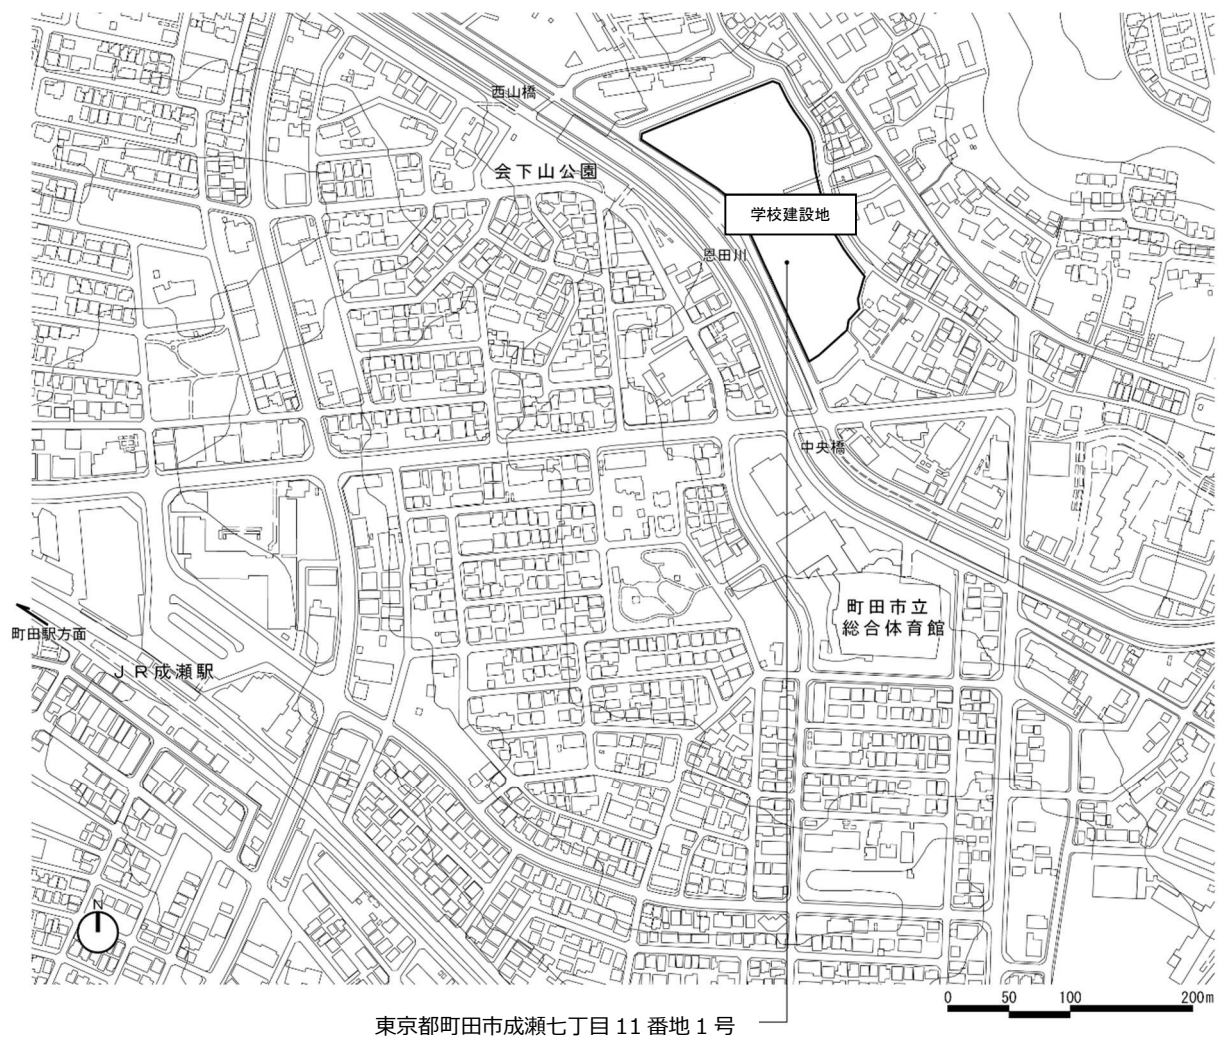 西山橋
会下山公園
学校建設地
恩田川
中央橋
町田市立
総合体育館
町田駅方面
JR成瀬駅
N
0 50 100 200m
東京都町田市成瀬七丁目11番地1号